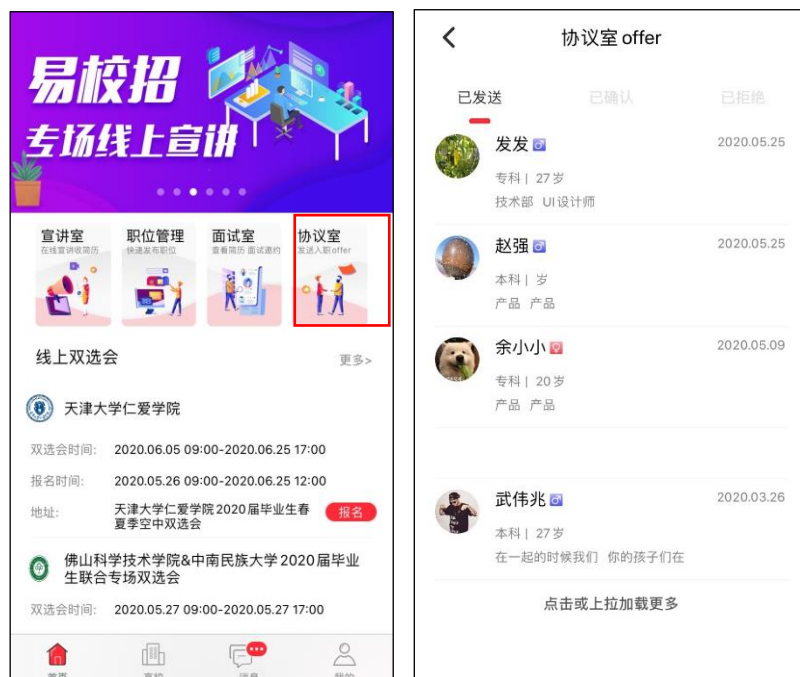 易校招
专场线上宣讲
宣讲室
在线宣讲收简历
职位管理
快速发布职位
面试室
查看简历 面试邀约
协议室
发送入职offer
线上双选会
更多>
天津大学仁爱学院
双选会时间: 2020.06.05 09:00-2020.06.25 17:00
报名时间: 2020.05.26 09:00-2020.06.25 12:00
地址: 天津大学仁爱学院2020届毕业生春
夏季空中双选会
报名
佛山科学技术学院&中南民族大学2020届毕业
生联合专场双选会
双选会时间: 2020.05.27 09:00-2020.05.27 17:00
协议室 offer
已发送 已确认 已拒绝
发发 2020.05.25
专科 | 27岁
技术部 UI设计师
赵强 2020.05.25
本科 | 岁
产品 产品
余小小 2020.05.09
专科 | 20岁
产品 产品
武伟兆 2020.03.26
本科 | 27岁
在一起的时候我们 你的孩子们在
点击或上拉加载更多